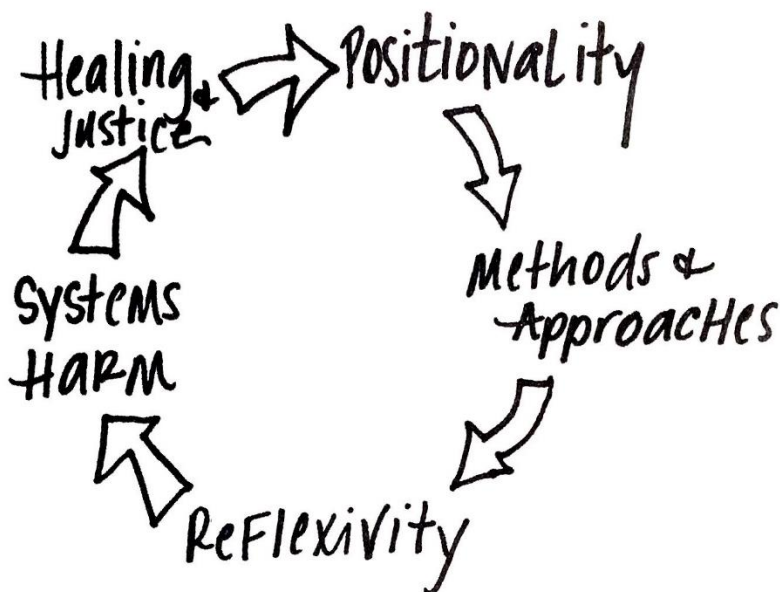 Healing &
Justice
Positionality
Methods &
Approaches
Reflexivity
Systems
Harm